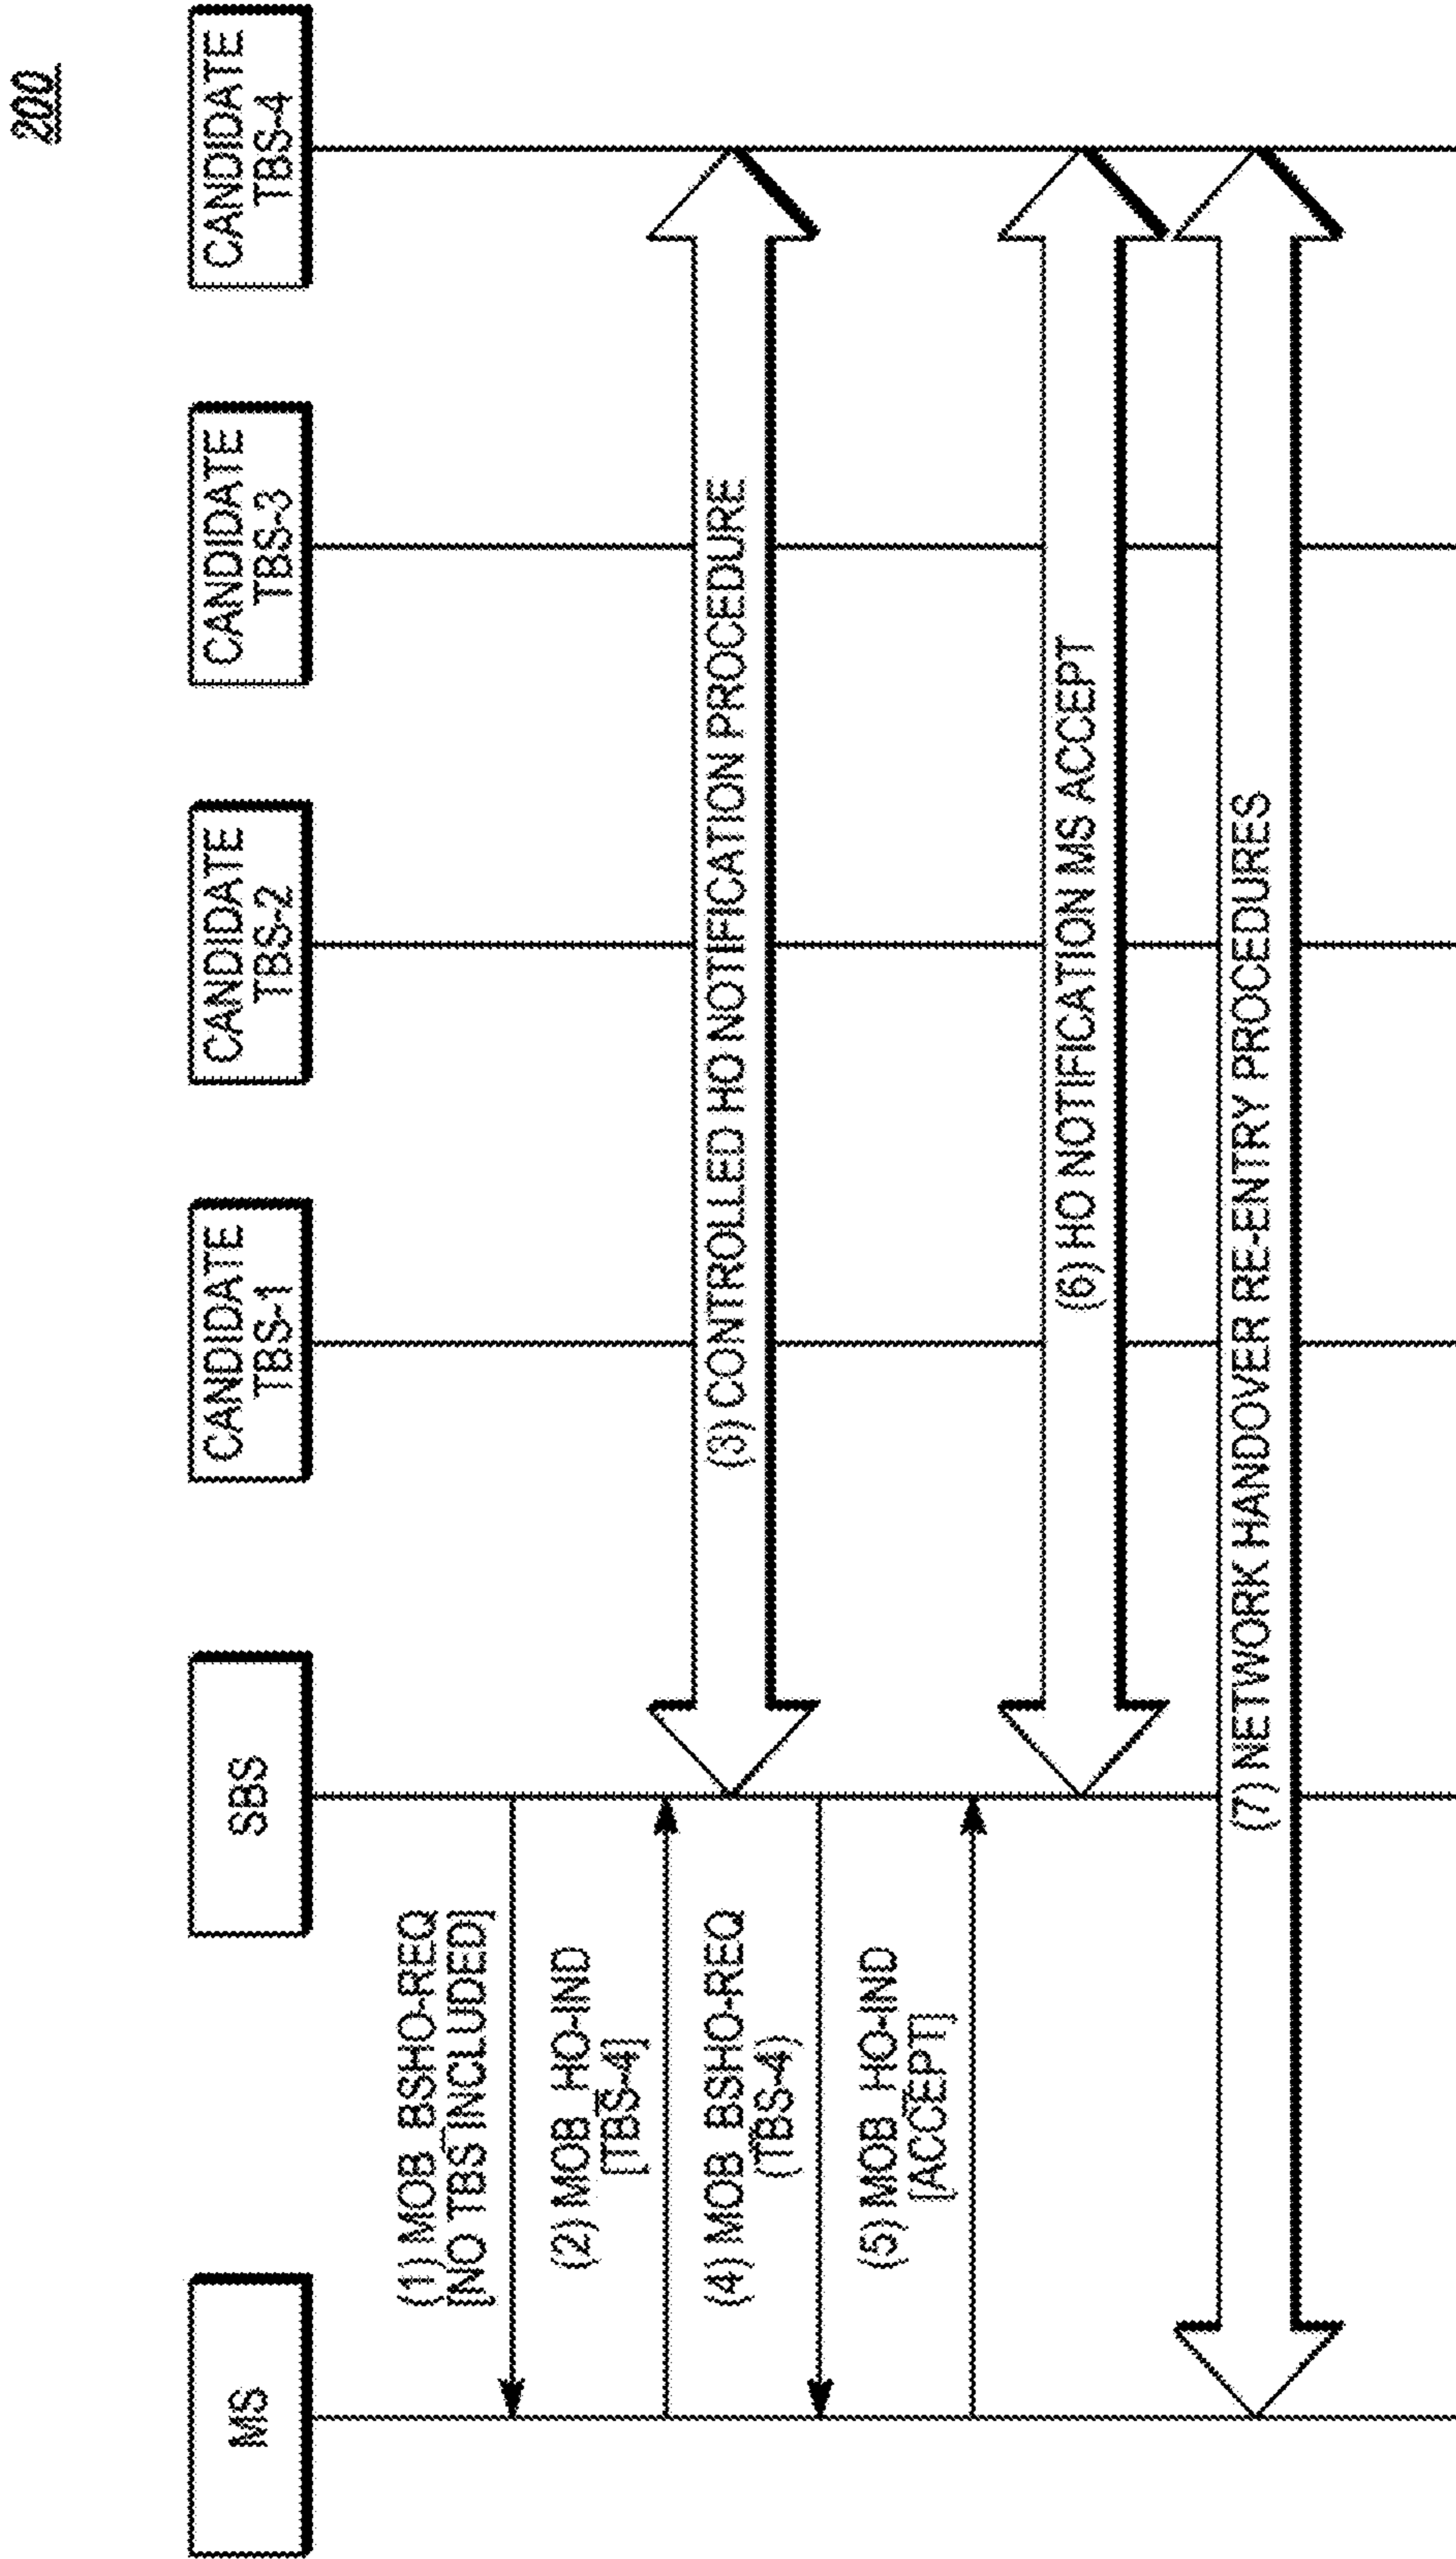 200
MS
SBS
CANDIDATE
TBS-1
CANDIDATE
TBS-2
CANDIDATE
TBS-3
CANDIDATE
TBS-4
(1) MOB_BSHO-REQ
[NO TBS INCLUDED]
(2) MOB_HO-IND
[TBS-4]
(3) CONTROLLED HO NOTIFICATION PROCEDURE
(4) MOB_BSHO-REQ
(TBS-4)
(5) MOB_HO-IND
[ACCEPT]
(6) HO NOTIFICATION MS ACCEPT
(7) NETWORK HANDOVER RE-ENTRY PROCEDURES